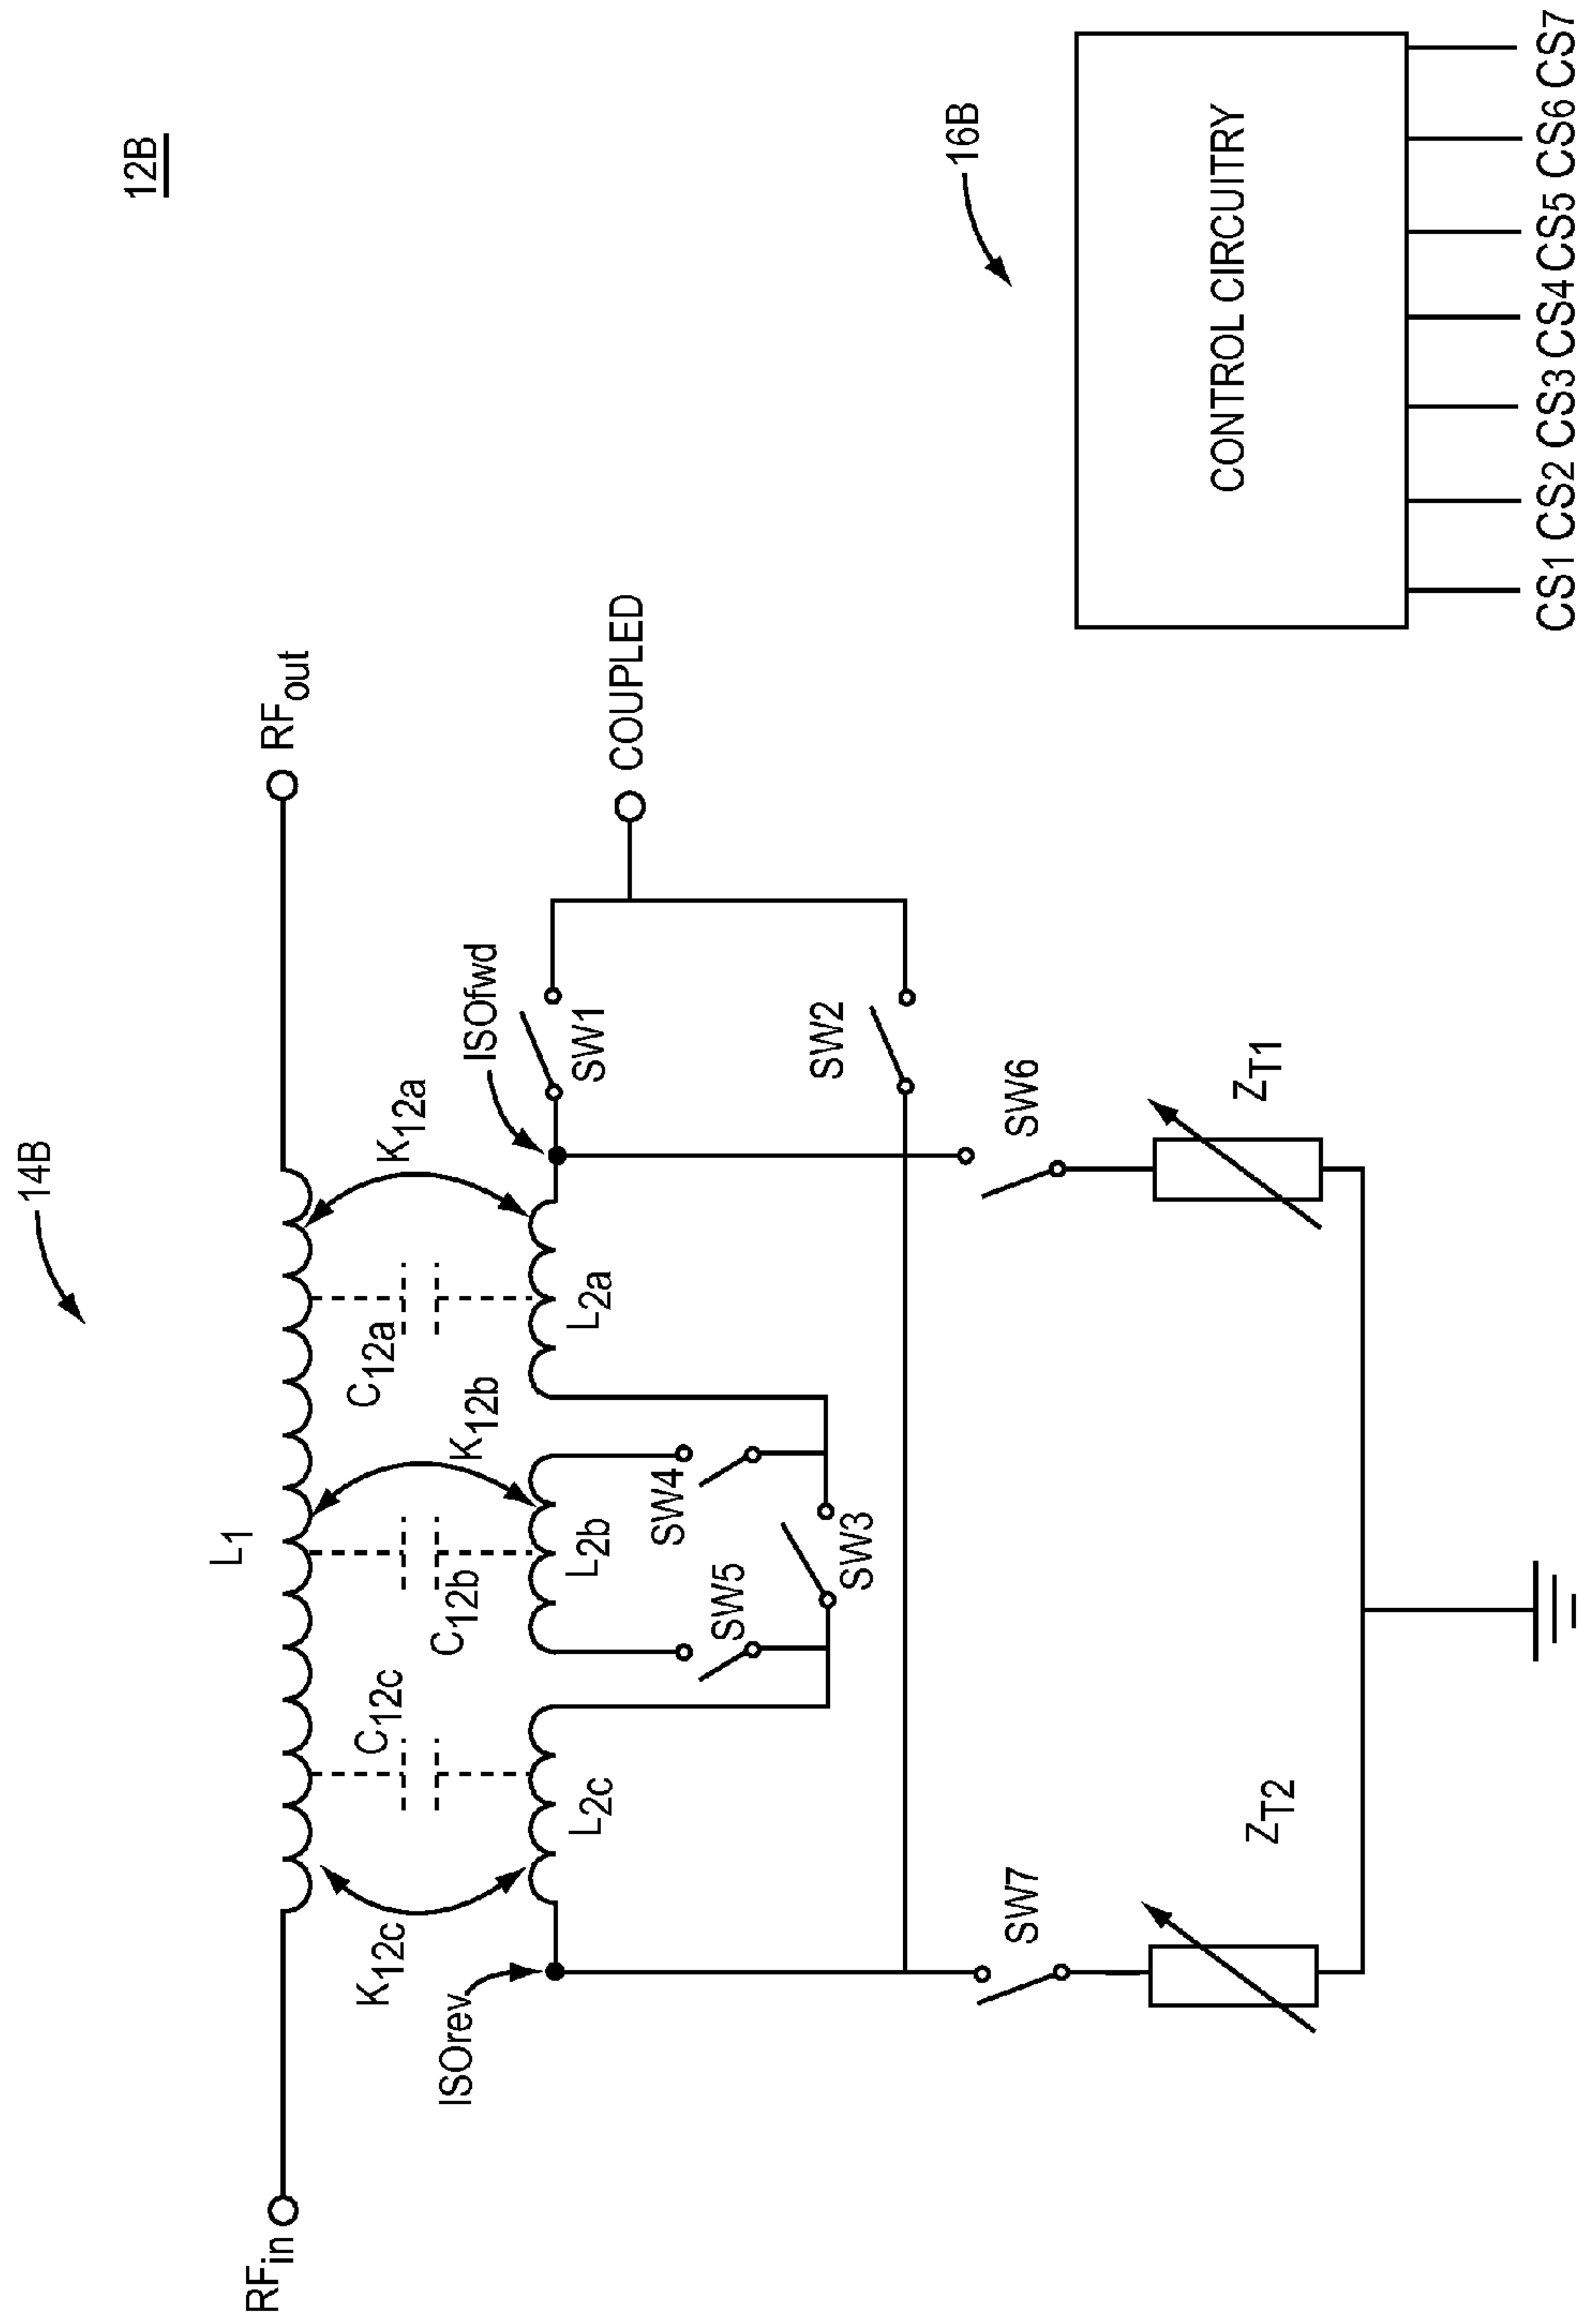 12B
14B
16B
L1
K12c
C12c
C12b
K12b
C12a
K12a
RFin
RFout
ISOrev
L2c
L2b
L2a
ISOfwd
SW5
SW4
SW3
SW1
SW2
COUPLED
SW7
SW6
ZT2
ZT1
CONTROL CIRCUITRY
CS1 CS2 CS3 CS4 CS5 CS6 CS7